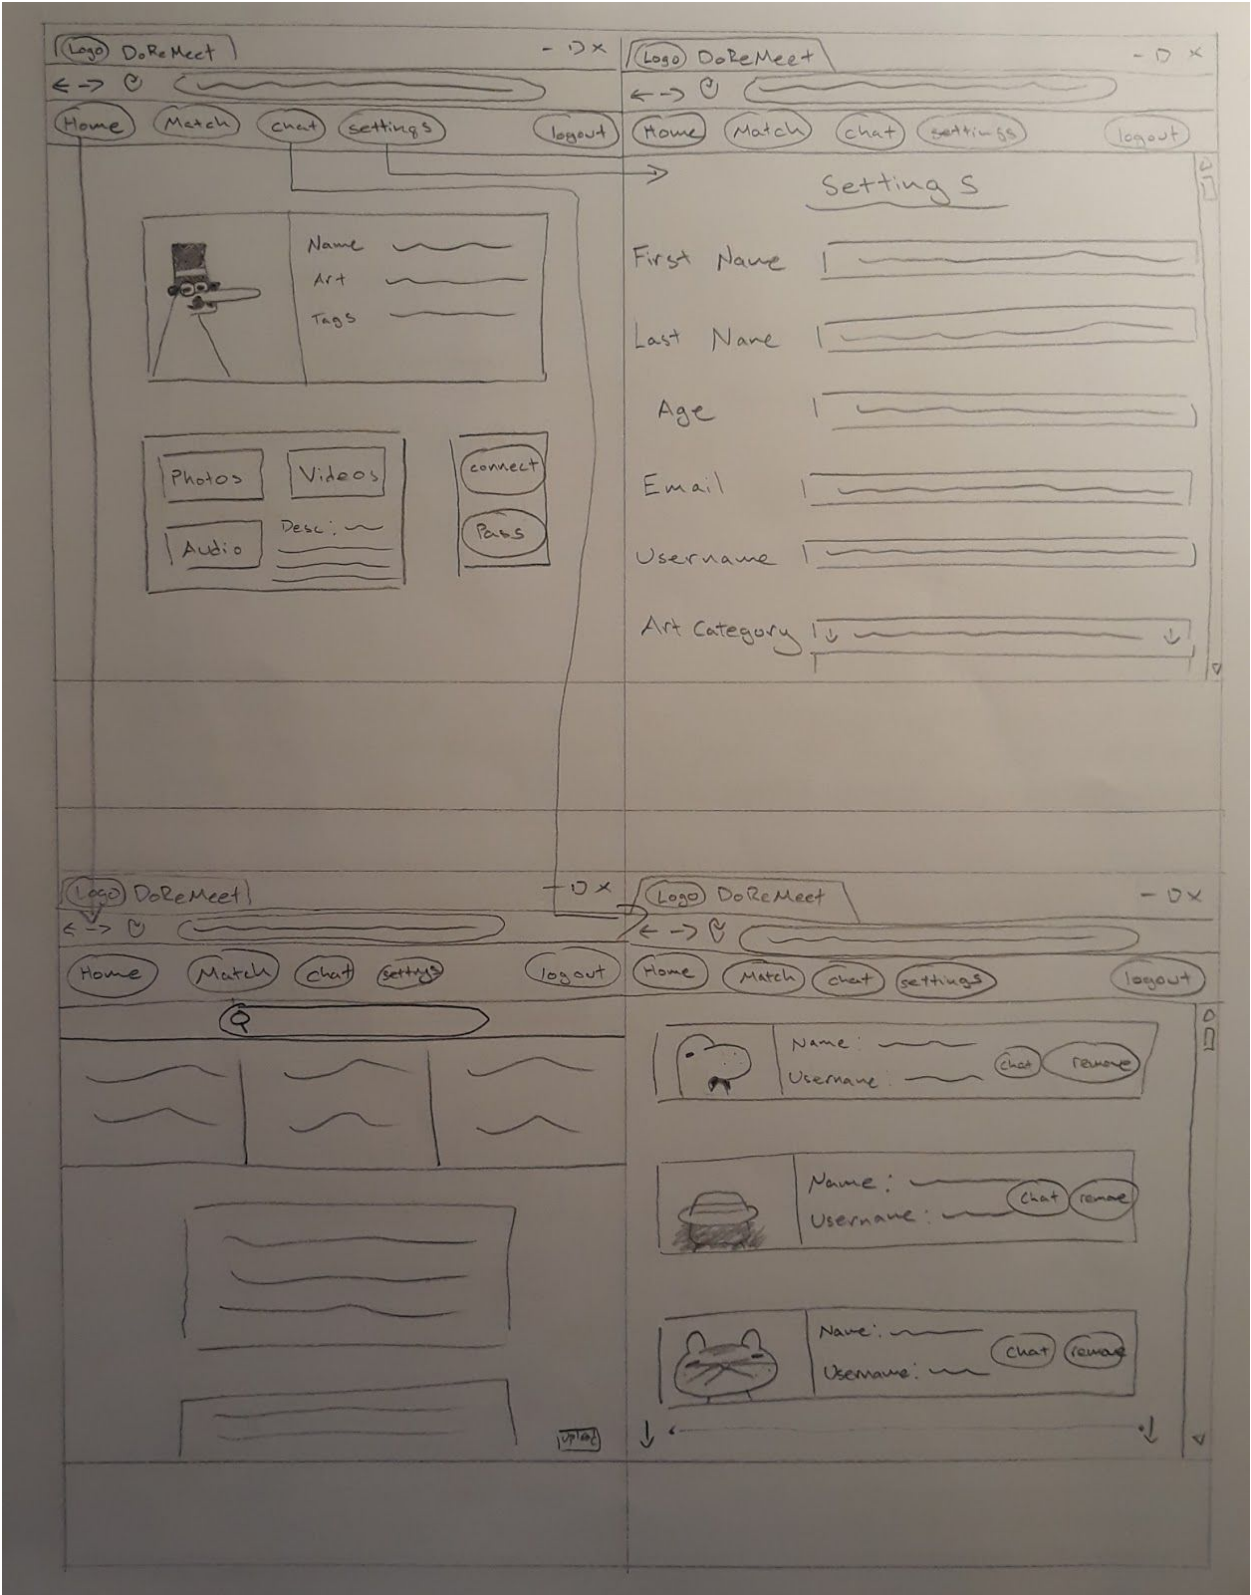 Logo DoReMeet
Home Match chat settings logout
Name
Art
Tags
Photos Videos
Audio Desc:
connect
Pass
Logo DoReMeet
Home Match chat settings logout
Settings
First Name
Last Name
Age
Email
Username
Art Category
Logo DoReMeet
Home Match chat settings logout
upload
Logo DoReMeet
Home Match chat settings logout
Name:
Username: chat remove
Name:
Username: chat remove
Name:
Username: chat remove